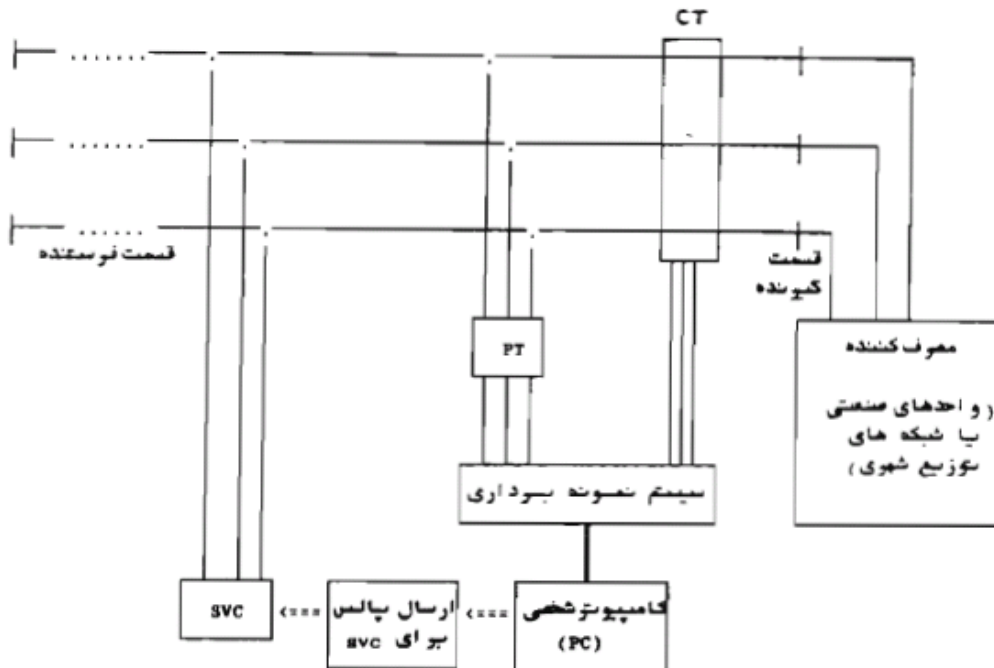 CT
قسمت فرستنده
قسمت
گیرنده
PT
مصرف کننده
(واحدهای صنعتی
یا شبکه های
توزیع شهری)
سیستم نمونه برداری
SVC
<===
ارسال پالس
برای svc
<===
کامپیوتر شخصی
(PC)